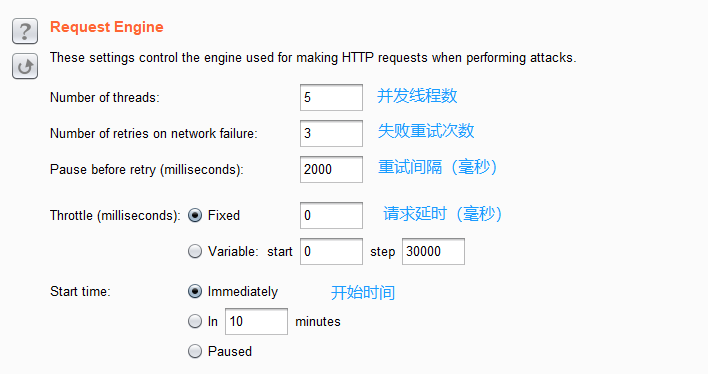 ?
Request Engine
These settings control the engine used for making HTTP requests when performing attacks.
Number of threads: 5 并发线程数
Number of retries on network failure: 3 失败重试次数
Pause before retry (milliseconds): 2000 重试间隔（毫秒）
Throttle (milliseconds): Fixed 0 请求延时（毫秒）
Variable: start 0 step 30000
Start time: Immediately 开始时间
In 10 minutes
Paused